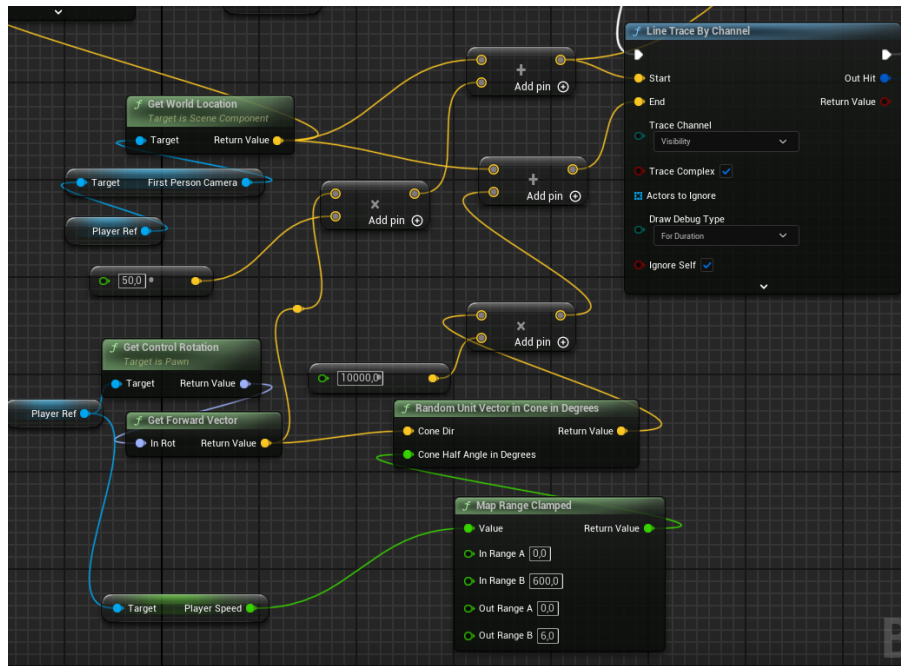 Line Trace By Channel
+
Add pin
Start
Out Hit
End
Return Value
Get World Location
Target is Scene Component
Target
Return Value
Trace Channel
Visibility
+
Add pin
Trace Complex
Target
First Person Camera
×
Add pin
Actors to Ignore
Draw Debug Type
For Duration
Player Ref
Ignore Self
50,0
×
Add pin
Get Control Rotation
Target is Pawn
Target
Return Value
10000,0
Player Ref
Get Forward Vector
In Rot
Return Value
Random Unit Vector in Cone in Degrees
Cone Dir
Return Value
Cone Half Angle in Degrees
Map Range Clamped
Value
Return Value
In Range A 0,0
In Range B 600,0
Target
Player Speed
Out Range A 0,0
Out Range B 6,0